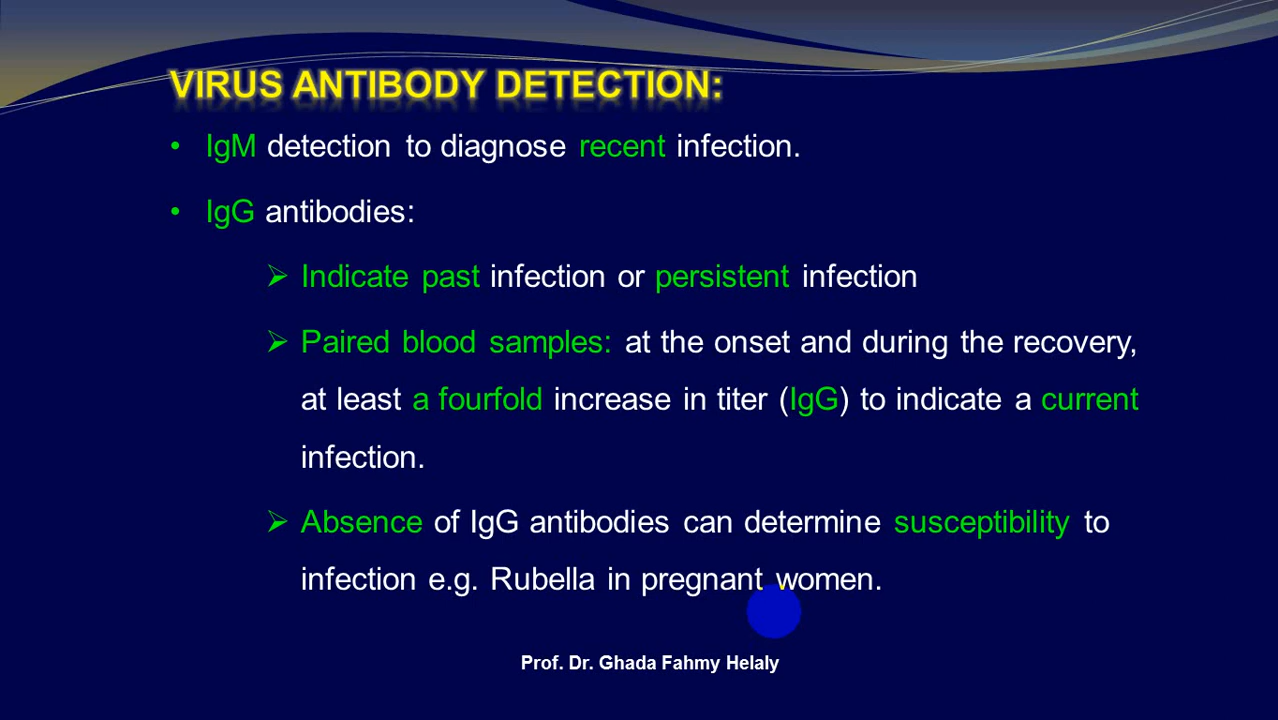 VIRUS ANTIBODY DETECTION:
• IgM detection to diagnose recent infection.
• IgG antibodies:
➢ Indicate past infection or persistent infection
➢ Paired blood samples: at the onset and during the recovery,
at least a fourfold increase in titer (IgG) to indicate a current
infection.
➢ Absence of IgG antibodies can determine susceptibility to
infection e.g. Rubella in pregnant women.
Prof. Dr. Ghada Fahmy Helaly